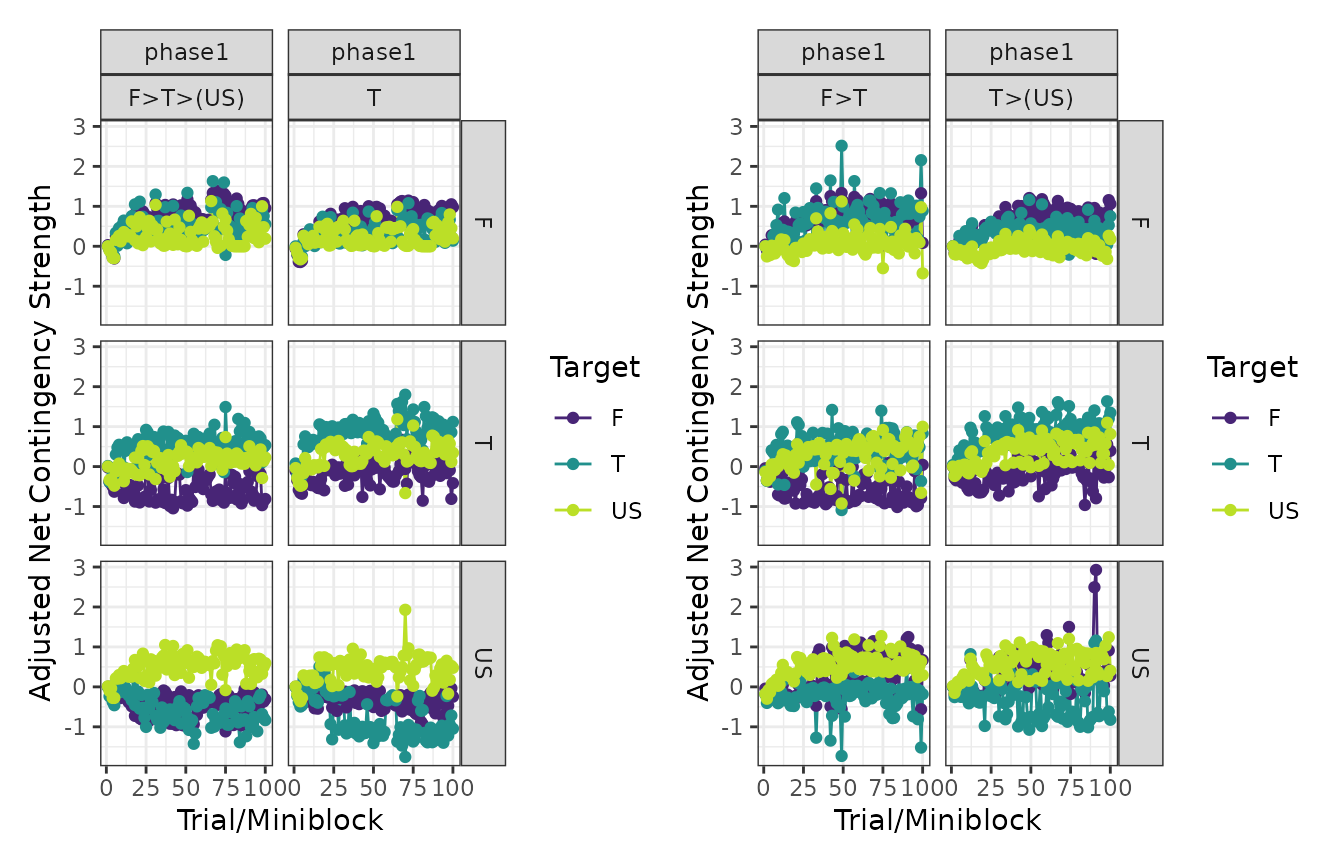 phase1 phase1
F>T>(US) T
3
2
1
0
-1
F
3
2
1
0
-1
T
3
2
1
0
-1
US
0 25 50 75 100 0 25 50 75 100
Trial/Miniblock
Adjusted Net Contingency Strength
Target
F
T
US
phase1 phase1
F>T T>(US)
3
2
1
0
-1
F
3
2
1
0
-1
T
3
2
1
0
-1
US
0 25 50 75 100 0 25 50 75 100
Trial/Miniblock
Adjusted Net Contingency Strength
Target
F
T
US